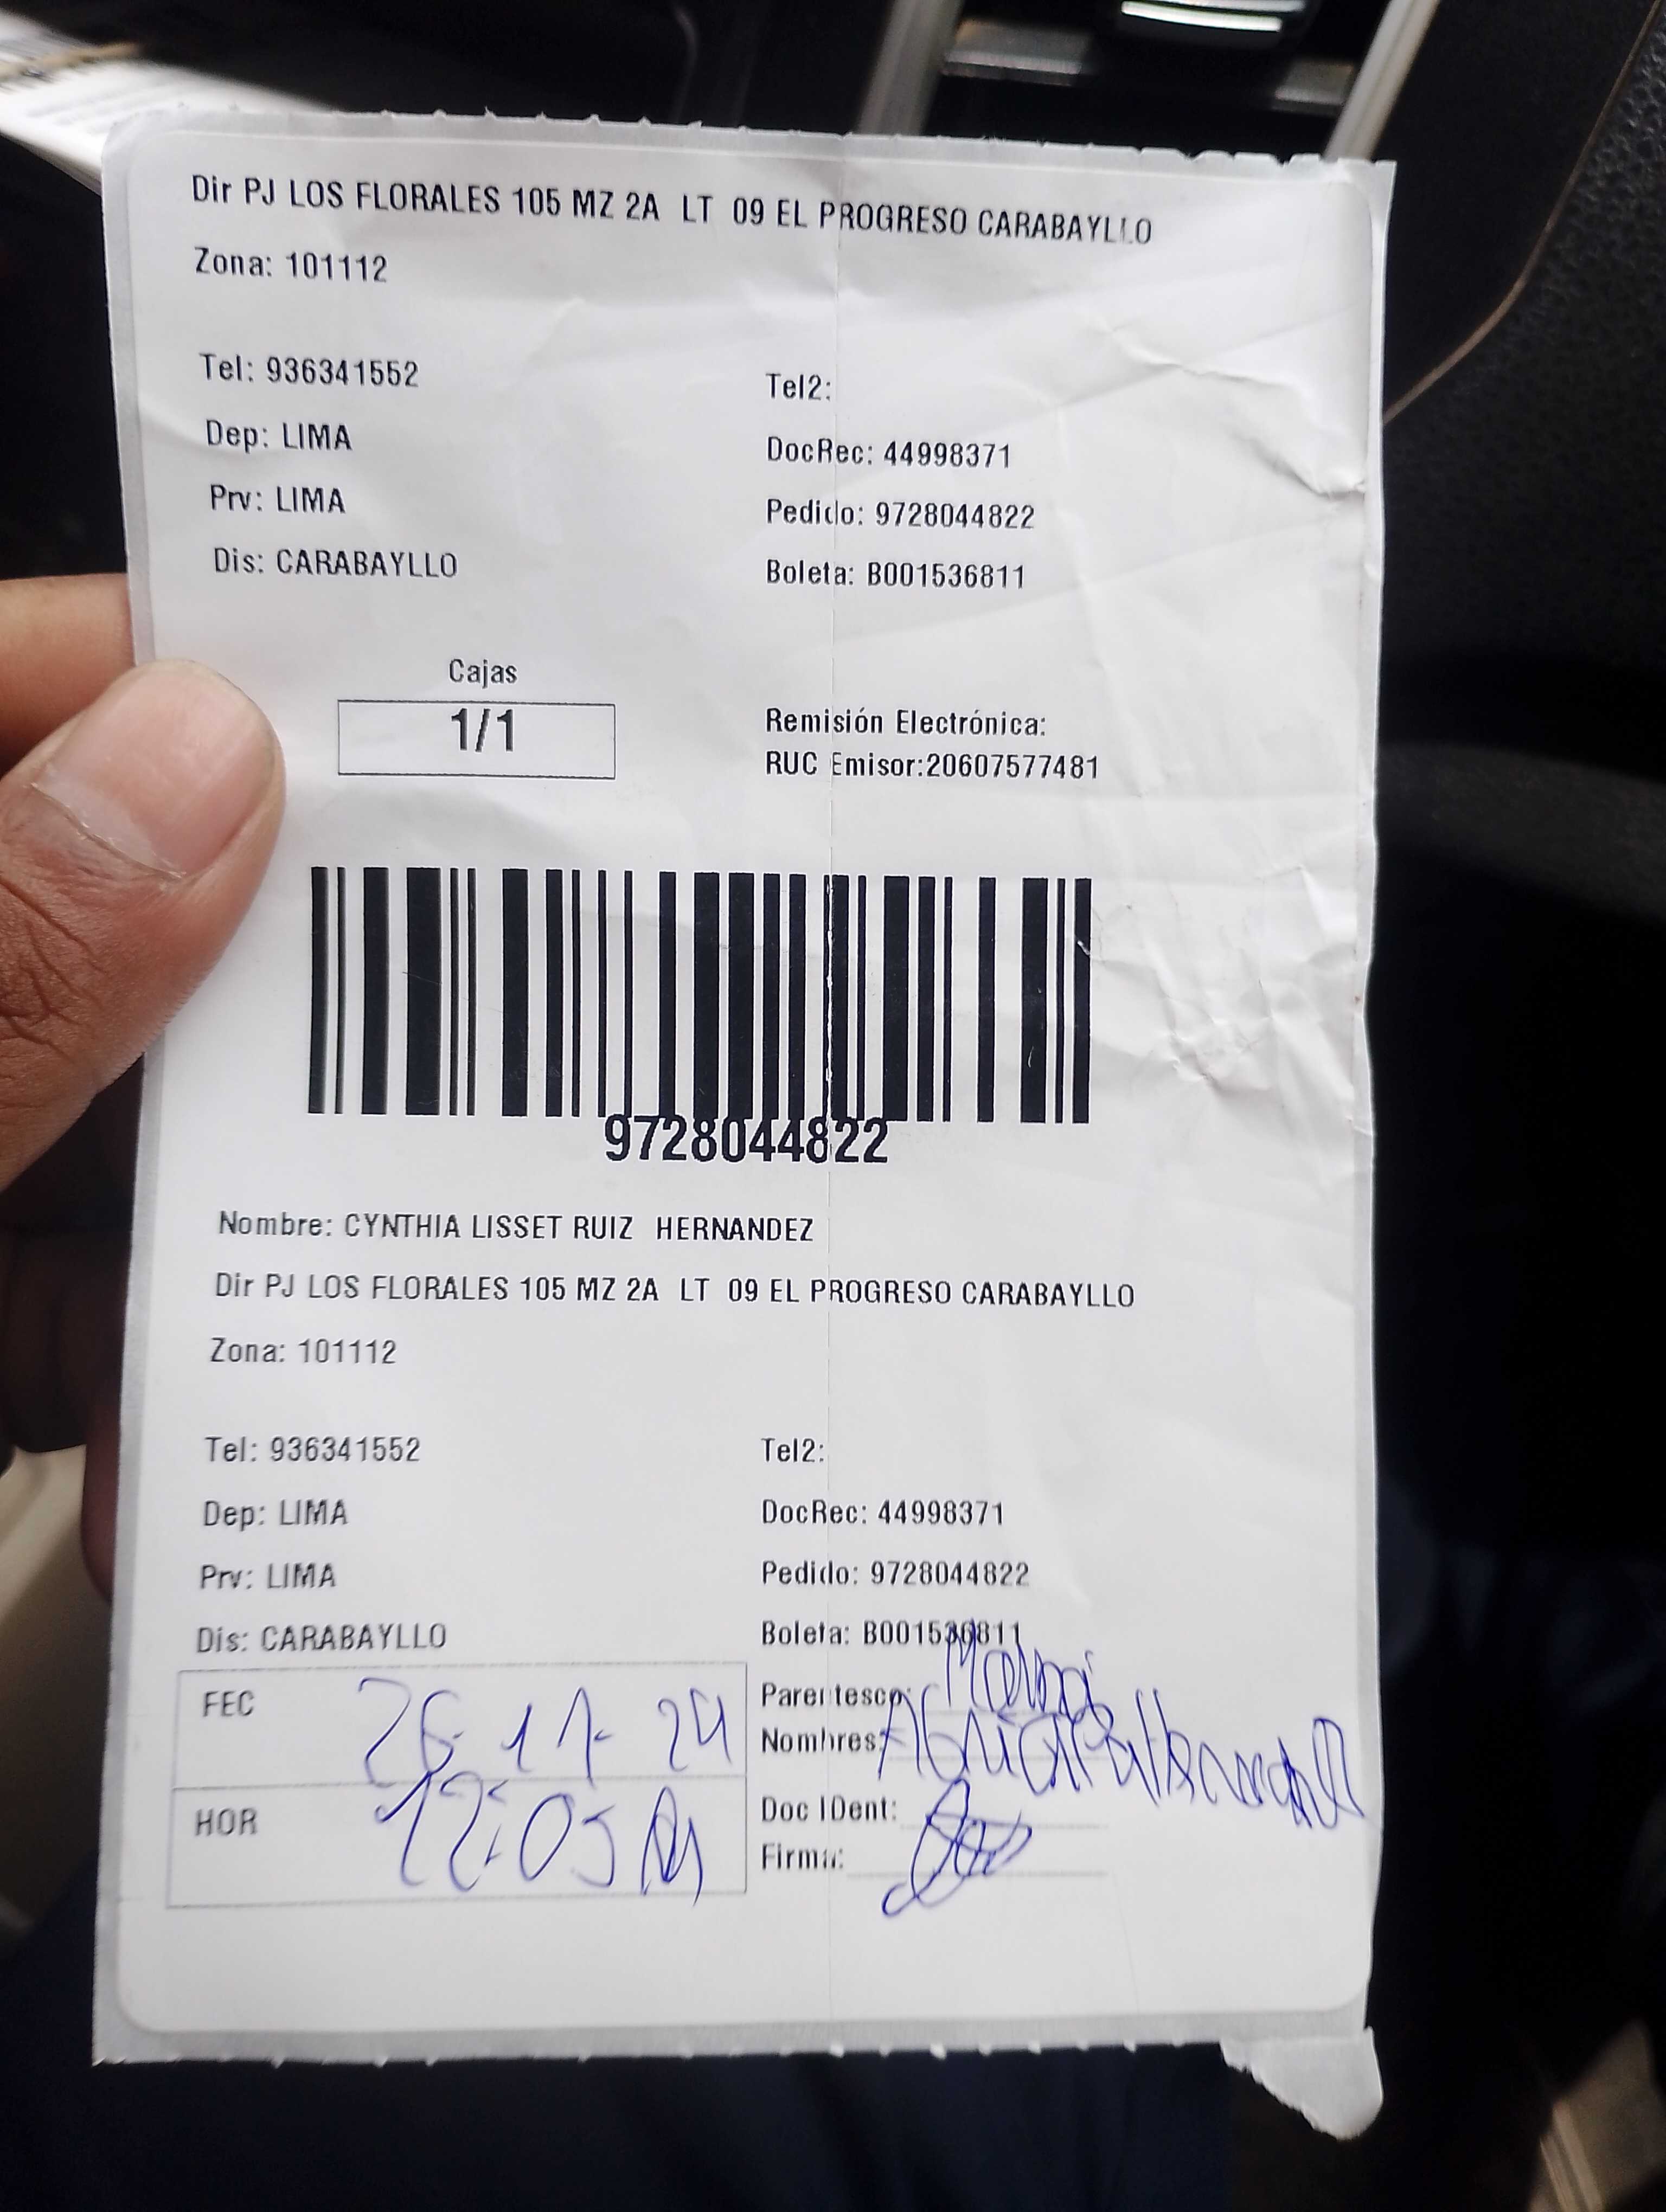 Dir PJ LOS FLORALES 105 MZ 2A LT 09 EL PROGRESO CARABAYLLO
Zona: 101112
Tel: 936341552
Tel2:
Dep: LIMA
DocRec: 44998371
Prv: LIMA
Pedido: 9728044822
Dis: CARABAYLLO
Boleta: B001536811
Cajas
1/1
Remisión Electrónica:
RUC Emisor:20607577481
9728044822
Nombre: CYNTHIA LISSET RUIZ HERNANDEZ
Dir PJ LOS FLORALES 105 MZ 2A LT 09 EL PROGRESO CARABAYLLO
Zona: 101112
Tel: 936341552
Tel2:
Dep: LIMA
DocRec: 44998371
Prv: LIMA
Pedido: 9728044822
Dis: CARABAYLLO
Boleta: B001536811
FEC 26-11-24
Parentesco:
Nombres:
HOR 12:05
Doc IDent:
Firma: